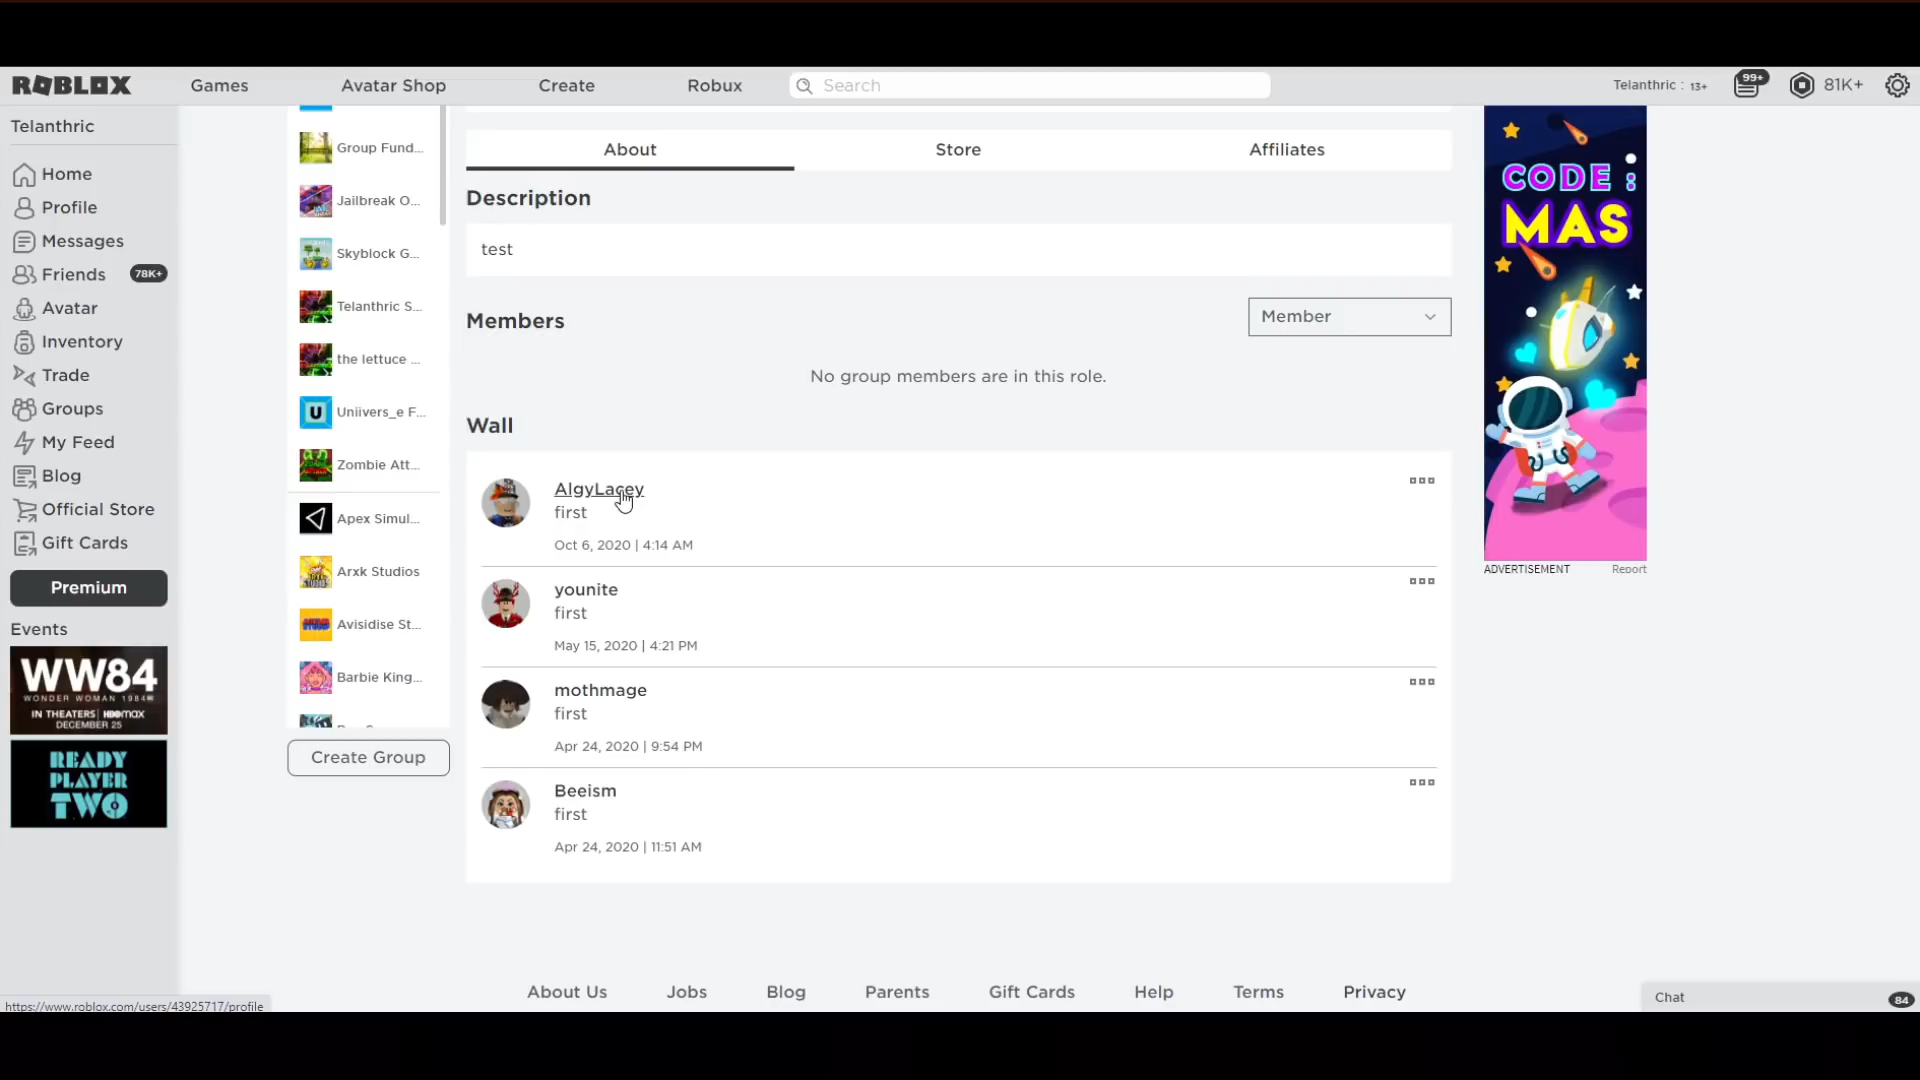 ROBLOX
Games
Avatar Shop
Create
Robux
Search
Telanthric : 13+
99+
81K+
Telanthric
Home
Profile
Messages
Friends
78K+
Avatar
Inventory
Trade
Groups
My Feed
Blog
Official Store
Gift Cards
Premium
Events
WW84
WONDER WOMAN 1984
IN THEATERS | HBOmax
DECEMBER 25
READY
PLAYER
TWO
Group Fund...
Jailbreak O...
Skyblock G...
Telanthric S...
the lettuce ...
U
Uniivers_e F...
Zombie Att...
Apex Simul...
Arxk Studios
Avisidise St...
Barbie King...
Create Group
About
Store
Affiliates
Description
test
Members
Member
No group members are in this role.
Wall
AlgyLacey
first
Oct 6, 2020 | 4:14 AM
younite
first
May 15, 2020 | 4:21 PM
mothmage
first
Apr 24, 2020 | 9:54 PM
Beeism
first
Apr 24, 2020 | 11:51 AM
CODE :
MAS
ADVERTISEMENT
Report
About Us
Jobs
Blog
Parents
Gift Cards
Help
Terms
Privacy
https://www.roblox.com/users/43925717/profile
Chat
84